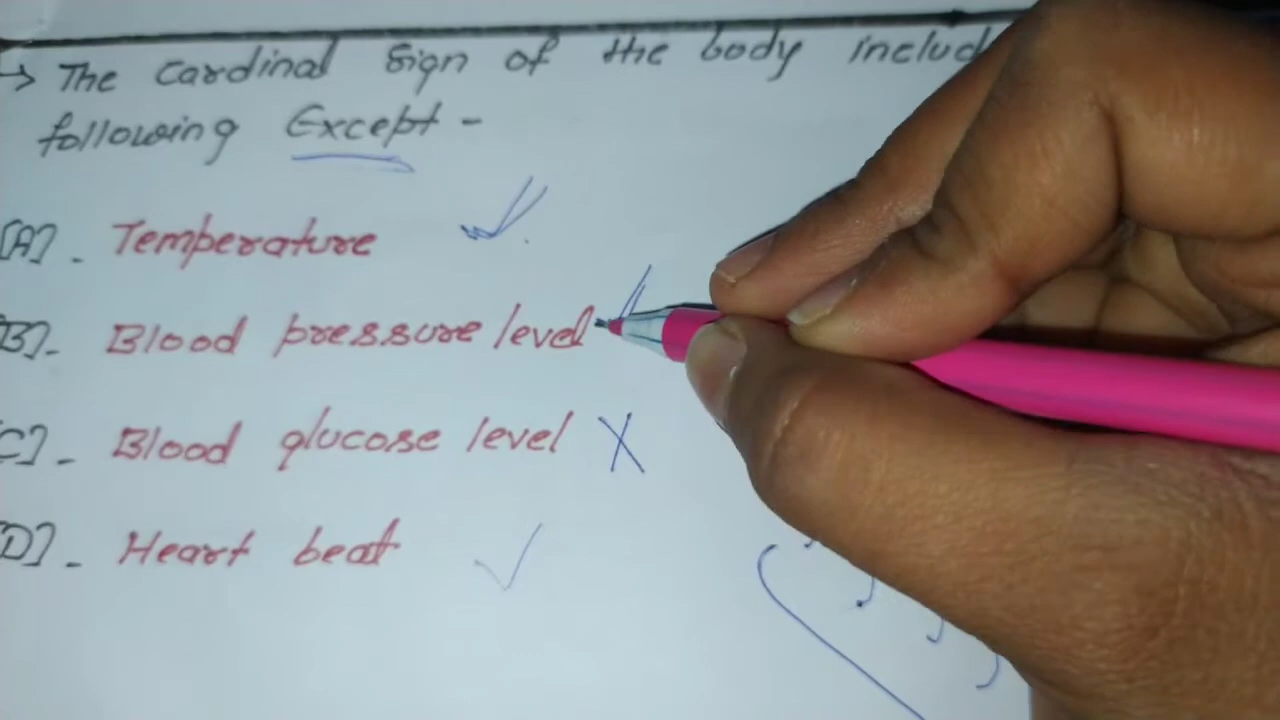 → The cardinal sign of the body includ
following Except -
[A]. Temperature
[B]. Blood pressure level
[C]. Blood glucose level
[D]. Heart beat